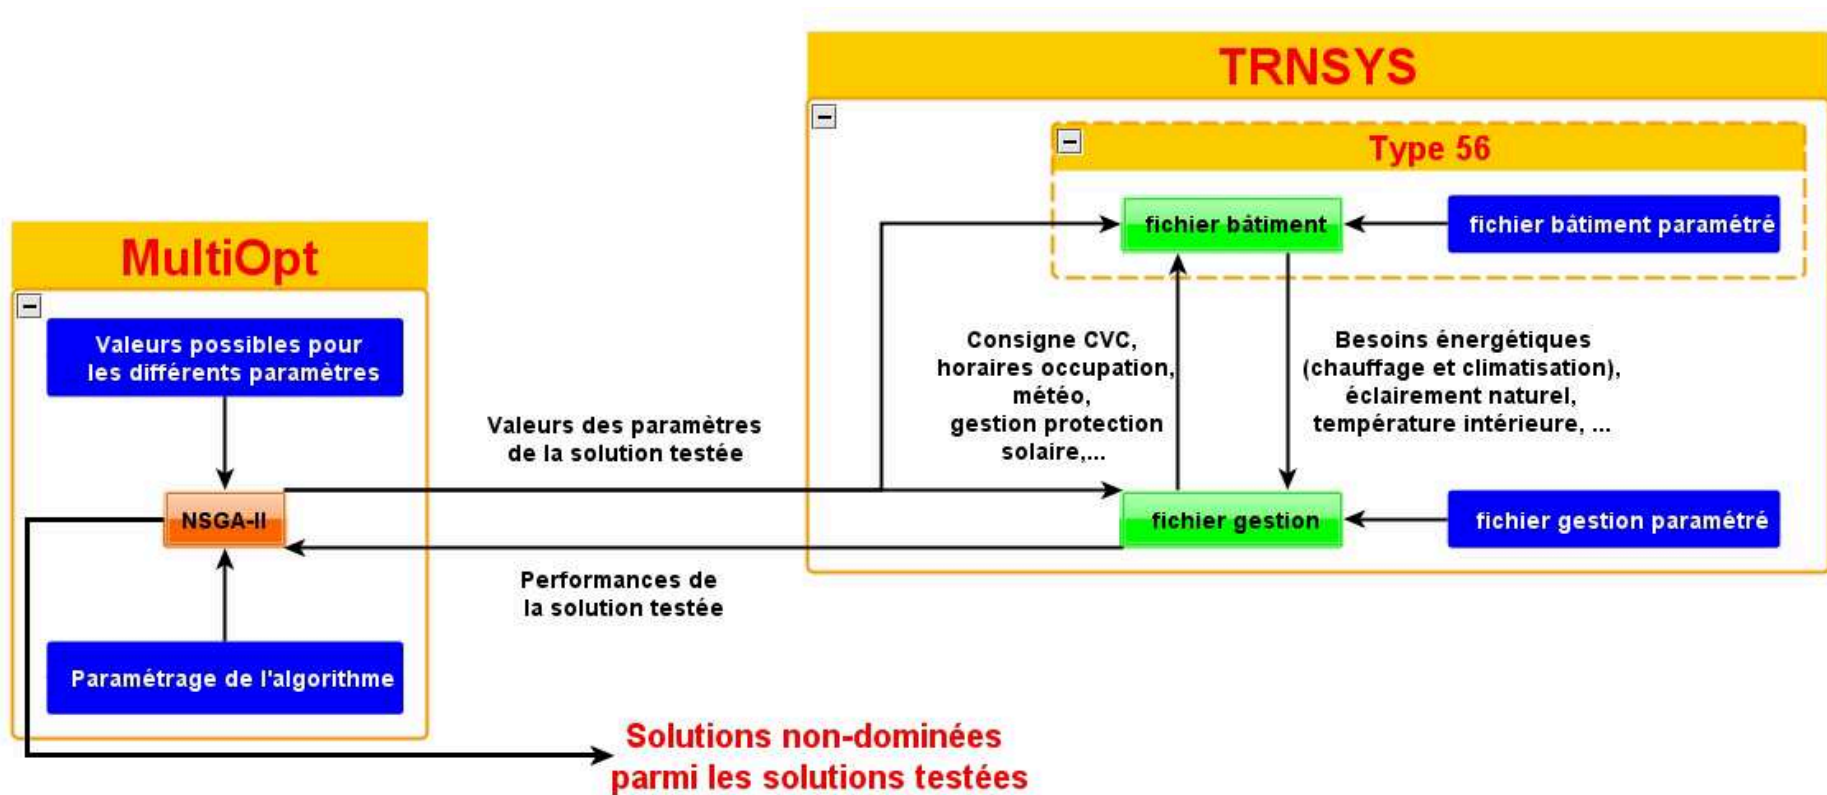 TRNSYS
Type 56
fichier bâtiment
fichier bâtiment paramétré
MultiOpt
Valeurs possibles pour
les différents paramètres
Consigne CVC,
horaires occupation,
météo,
gestion protection
solaire,...
Besoins énergétiques
(chauffage et climatisation),
éclairement naturel,
température intérieure, ...
Valeurs des paramètres
de la solution testée
NSGA-II
fichier gestion
fichier gestion paramétré
Performances de
la solution testée
Paramétrage de l'algorithme
Solutions non-dominées
parmi les solutions testées